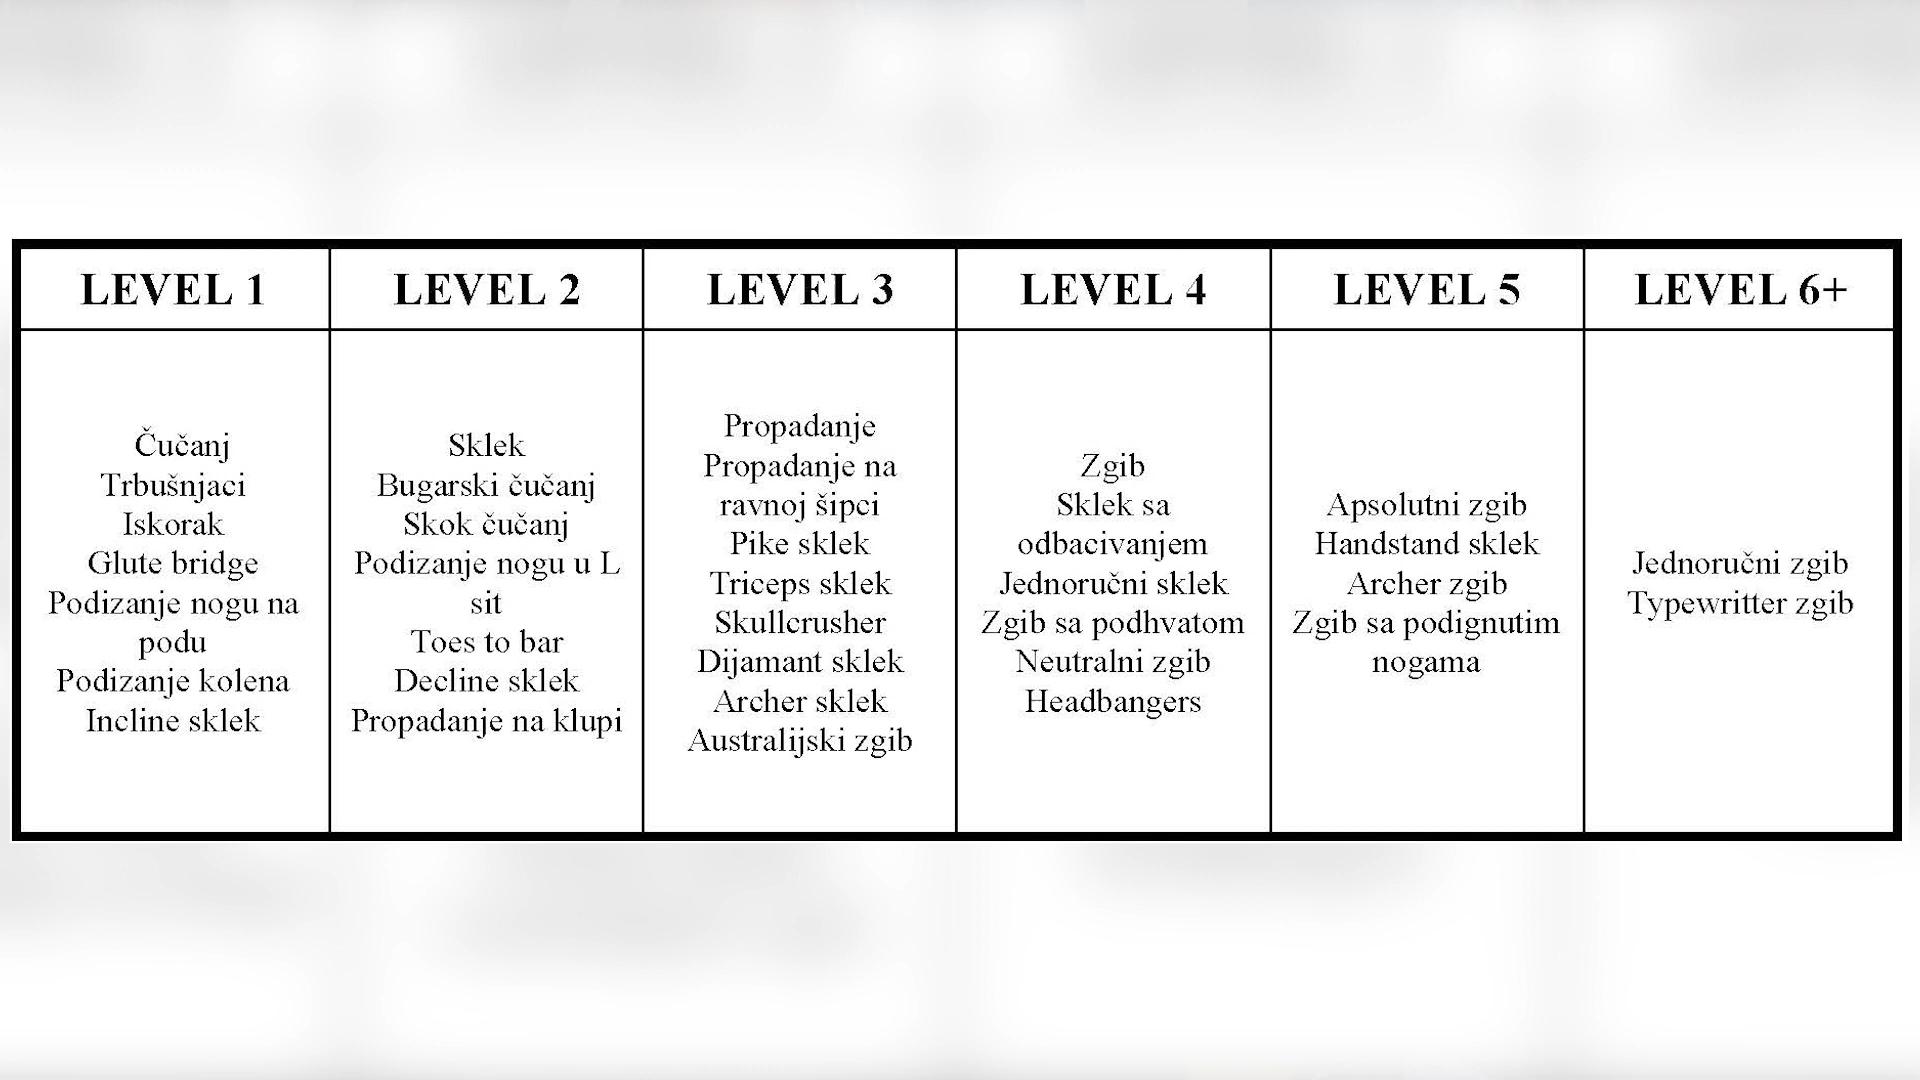 LEVEL 1
Čučanj
Trbušnjaci
Iskorak
Glute bridge
Podizanje nogu na
podu
Podizanje kolena
Incline sklek
LEVEL 2
Sklek
Bugarski čučanj
Skok čučanj
Podizanje nogu u L
sit
Toes to bar
Decline sklek
Propadanje na klupi
LEVEL 3
Propadanje
Propadanje na
ravnoj šipci
Pike sklek
Triceps sklek
Skullcrusher
Dijamant sklek
Archer sklek
Australijski zgib
LEVEL 4
Zgib
Sklek sa
odbacivanjem
Jednoručni sklek
Zgib sa podhvatom
Neutralni zgib
Headbangers
LEVEL 5
Apsolutni zgib
Handstand sklek
Archer zgib
Zgib sa podignutim
nogama
LEVEL 6+
Jednoručni zgib
Typewritter zgib